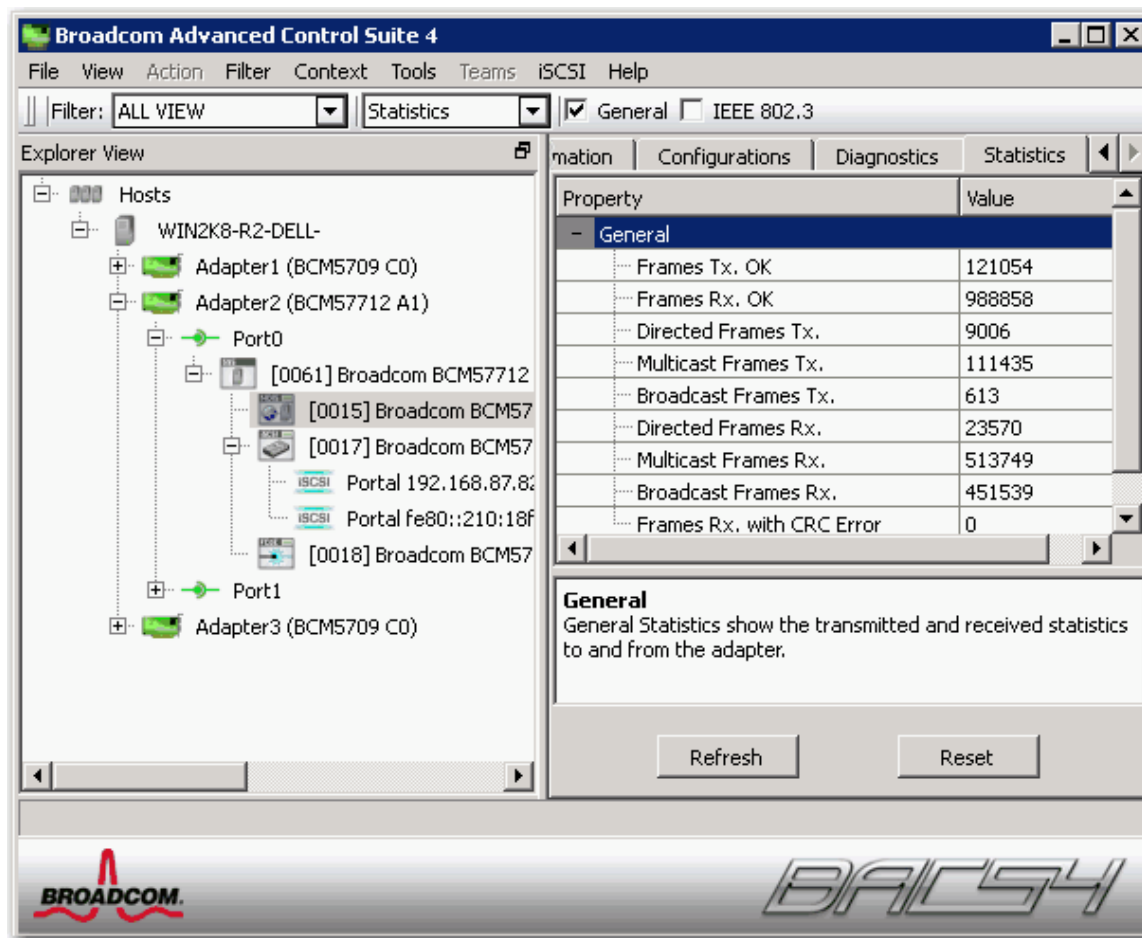 Broadcom Advanced Control Suite 4
File View Action Filter Context Tools Teams iSCSI Help
Filter: ALL VIEW Statistics General IEEE 802.3
Explorer View
Hosts
WIN2K8-R2-DELL-
Adapter1 (BCM5709 C0)
Adapter2 (BCM57712 A1)
Port0
[0061] Broadcom BCM57712
[0015] Broadcom BCM57
[0017] Broadcom BCM57
iSCSI Portal 192.168.87.82
iSCSI Portal fe80::210:18f
[0018] Broadcom BCM57
Port1
Adapter3 (BCM5709 C0)
mation Configurations Diagnostics Statistics
Property Value
General
Frames Tx. OK 121054
Frames Rx. OK 988858
Directed Frames Tx. 9006
Multicast Frames Tx. 111435
Broadcast Frames Tx. 613
Directed Frames Rx. 23570
Multicast Frames Rx. 513749
Broadcast Frames Rx. 451539
Frames Rx. with CRC Error 0
General
General Statistics show the transmitted and received statistics
to and from the adapter.
Refresh Reset
BROADCOM. BACS4